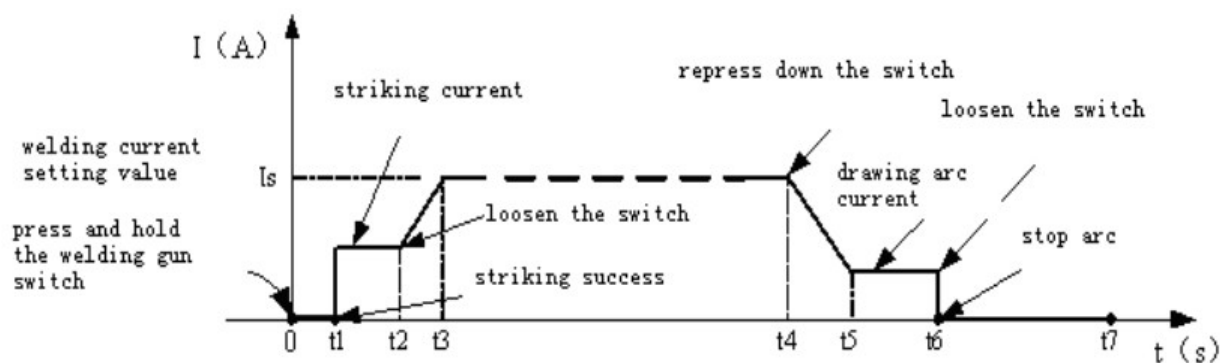 I (A)
repress down the switch
striking current
loosen the switch
welding current
setting value
Is
drawing arc
current
press and hold
the welding gun
switch
loosen the switch
stop arc
striking success
0
t1
t2
t3
t4
t5
t6
t7
t (s)